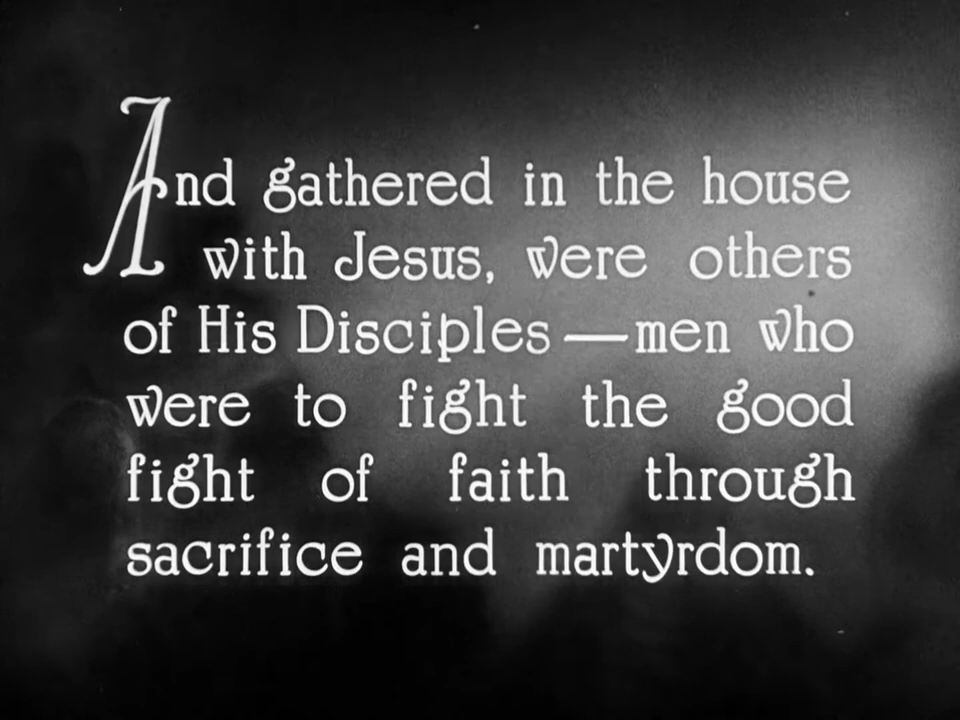 And gathered in the house
with Jesus, were others
of His Disciples—men who
were to fight the good
fight of faith through
sacrifice and martyrdom.